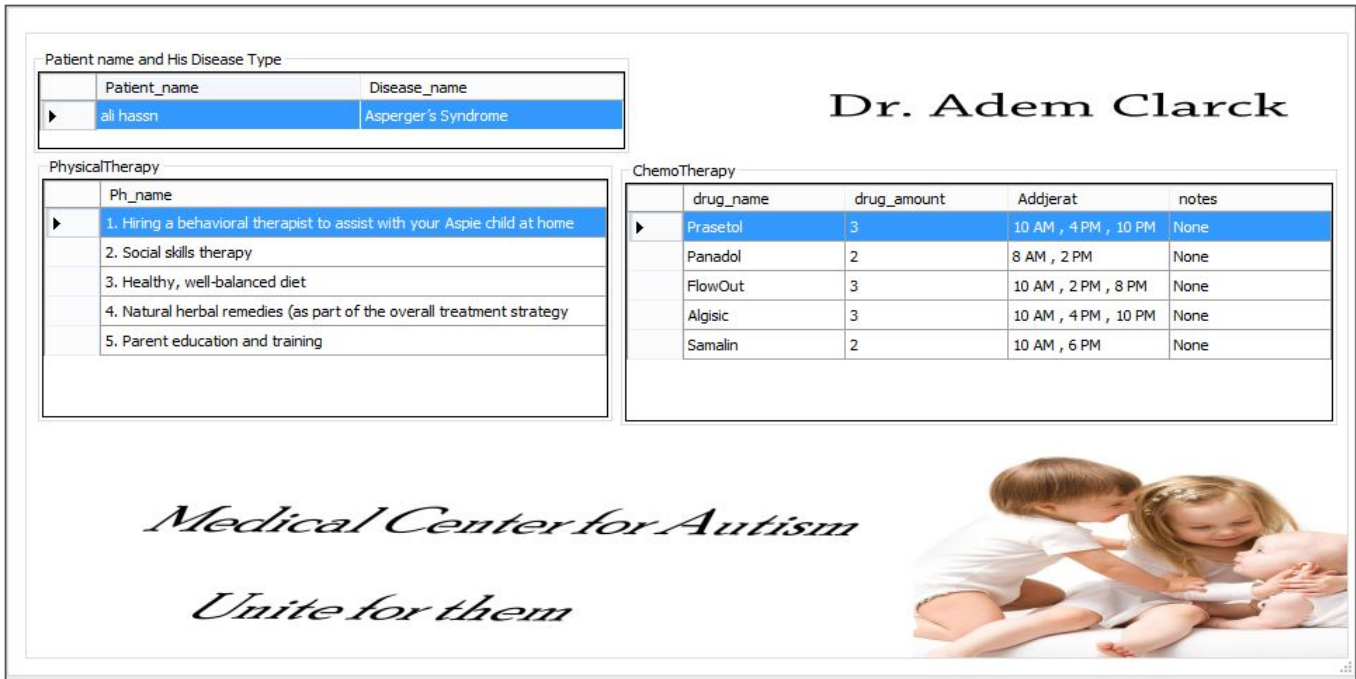 Patient name and His Disease Type
Patient_name Disease_name
ali hassn Asperger's Syndrome
Dr. Adem Clarck
PhysicalTherapy
Ph_name
1. Hiring a behavioral therapist to assist with your Aspie child at home
2. Social skills therapy
3. Healthy, well-balanced diet
4. Natural herbal remedies (as part of the overall treatment strategy
5. Parent education and training
ChemoTherapy
drug_name drug_amount Addjerat notes
Prasetol 3 10 AM , 4 PM , 10 PM None
Panadol 2 8 AM , 2 PM None
FlowOut 3 10 AM , 2 PM , 8 PM None
Algisic 3 10 AM , 4 PM , 10 PM None
Samalin 2 10 AM , 6 PM None
Medical Center for Autism
Unite for them